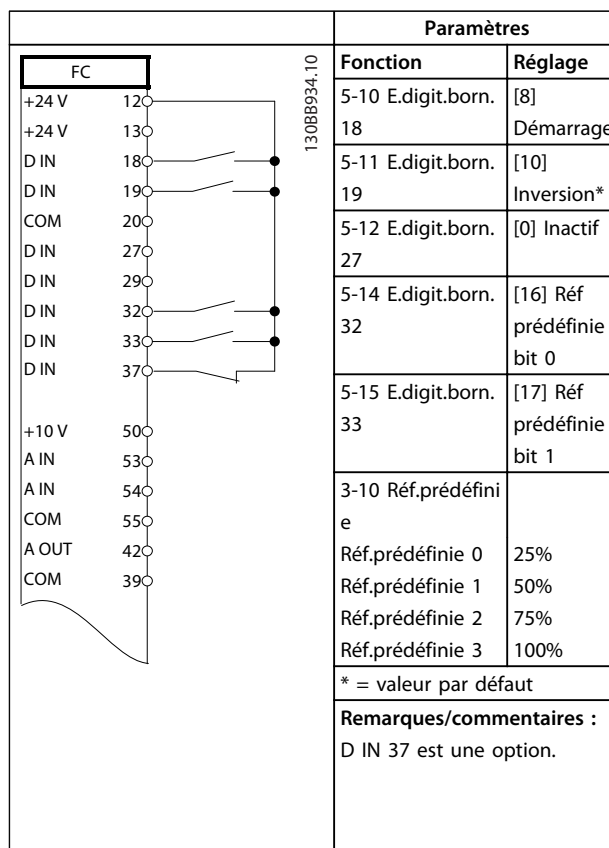 FC
+24 V 12
+24 V 13
D IN 18
D IN 19
COM 20
D IN 27
D IN 29
D IN 32
D IN 33
D IN 37
+10 V 50
A IN 53
A IN 54
COM 55
A OUT 42
COM 39
130BB934.10
Paramètres
Fonction Réglage
5-10 E.digit.born. [8]
18 Démarrage
5-11 E.digit.born. [10]
19 Inversion*
5-12 E.digit.born. [0] Inactif
27
5-14 E.digit.born. [16] Réf
32 prédéfinie
bit 0
5-15 E.digit.born. [17] Réf
33 prédéfinie
bit 1
3-10 Réf.prédéfini
e
Réf.prédéfinie 0 25%
Réf.prédéfinie 1 50%
Réf.prédéfinie 2 75%
Réf.prédéfinie 3 100%
* = valeur par défaut
Remarques/commentaires :
D IN 37 est une option.